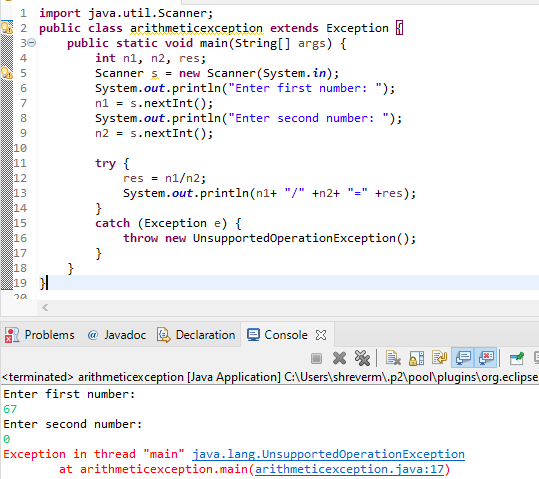 1 import java.util.Scanner;
2 public class arithmeticexception extends Exception {
3 public static void main(String[] args) {
4 int n1, n2, res;
5 Scanner s = new Scanner(System.in);
6 System.out.println("Enter first number: ");
7 n1 = s.nextInt();
8 System.out.println("Enter second number: ");
9 n2 = s.nextInt();
10
11 try {
12 res = n1/n2;
13 System.out.println(n1+ "/" +n2+ "=" +res);
14 }
15 catch (Exception e) {
16 throw new UnsupportedOperationException();
17 }
18 }
19 }
20
Problems @ Javadoc Declaration Console
<terminated> arithmeticexception [Java Application] C:\Users\shreverm\.p2\pool\plugins\org.eclipse
Enter first number:
67
Enter second number:
0
Exception in thread "main" java.lang.UnsupportedOperationException
at arithmeticexception.main(arithmeticexception.java:17)